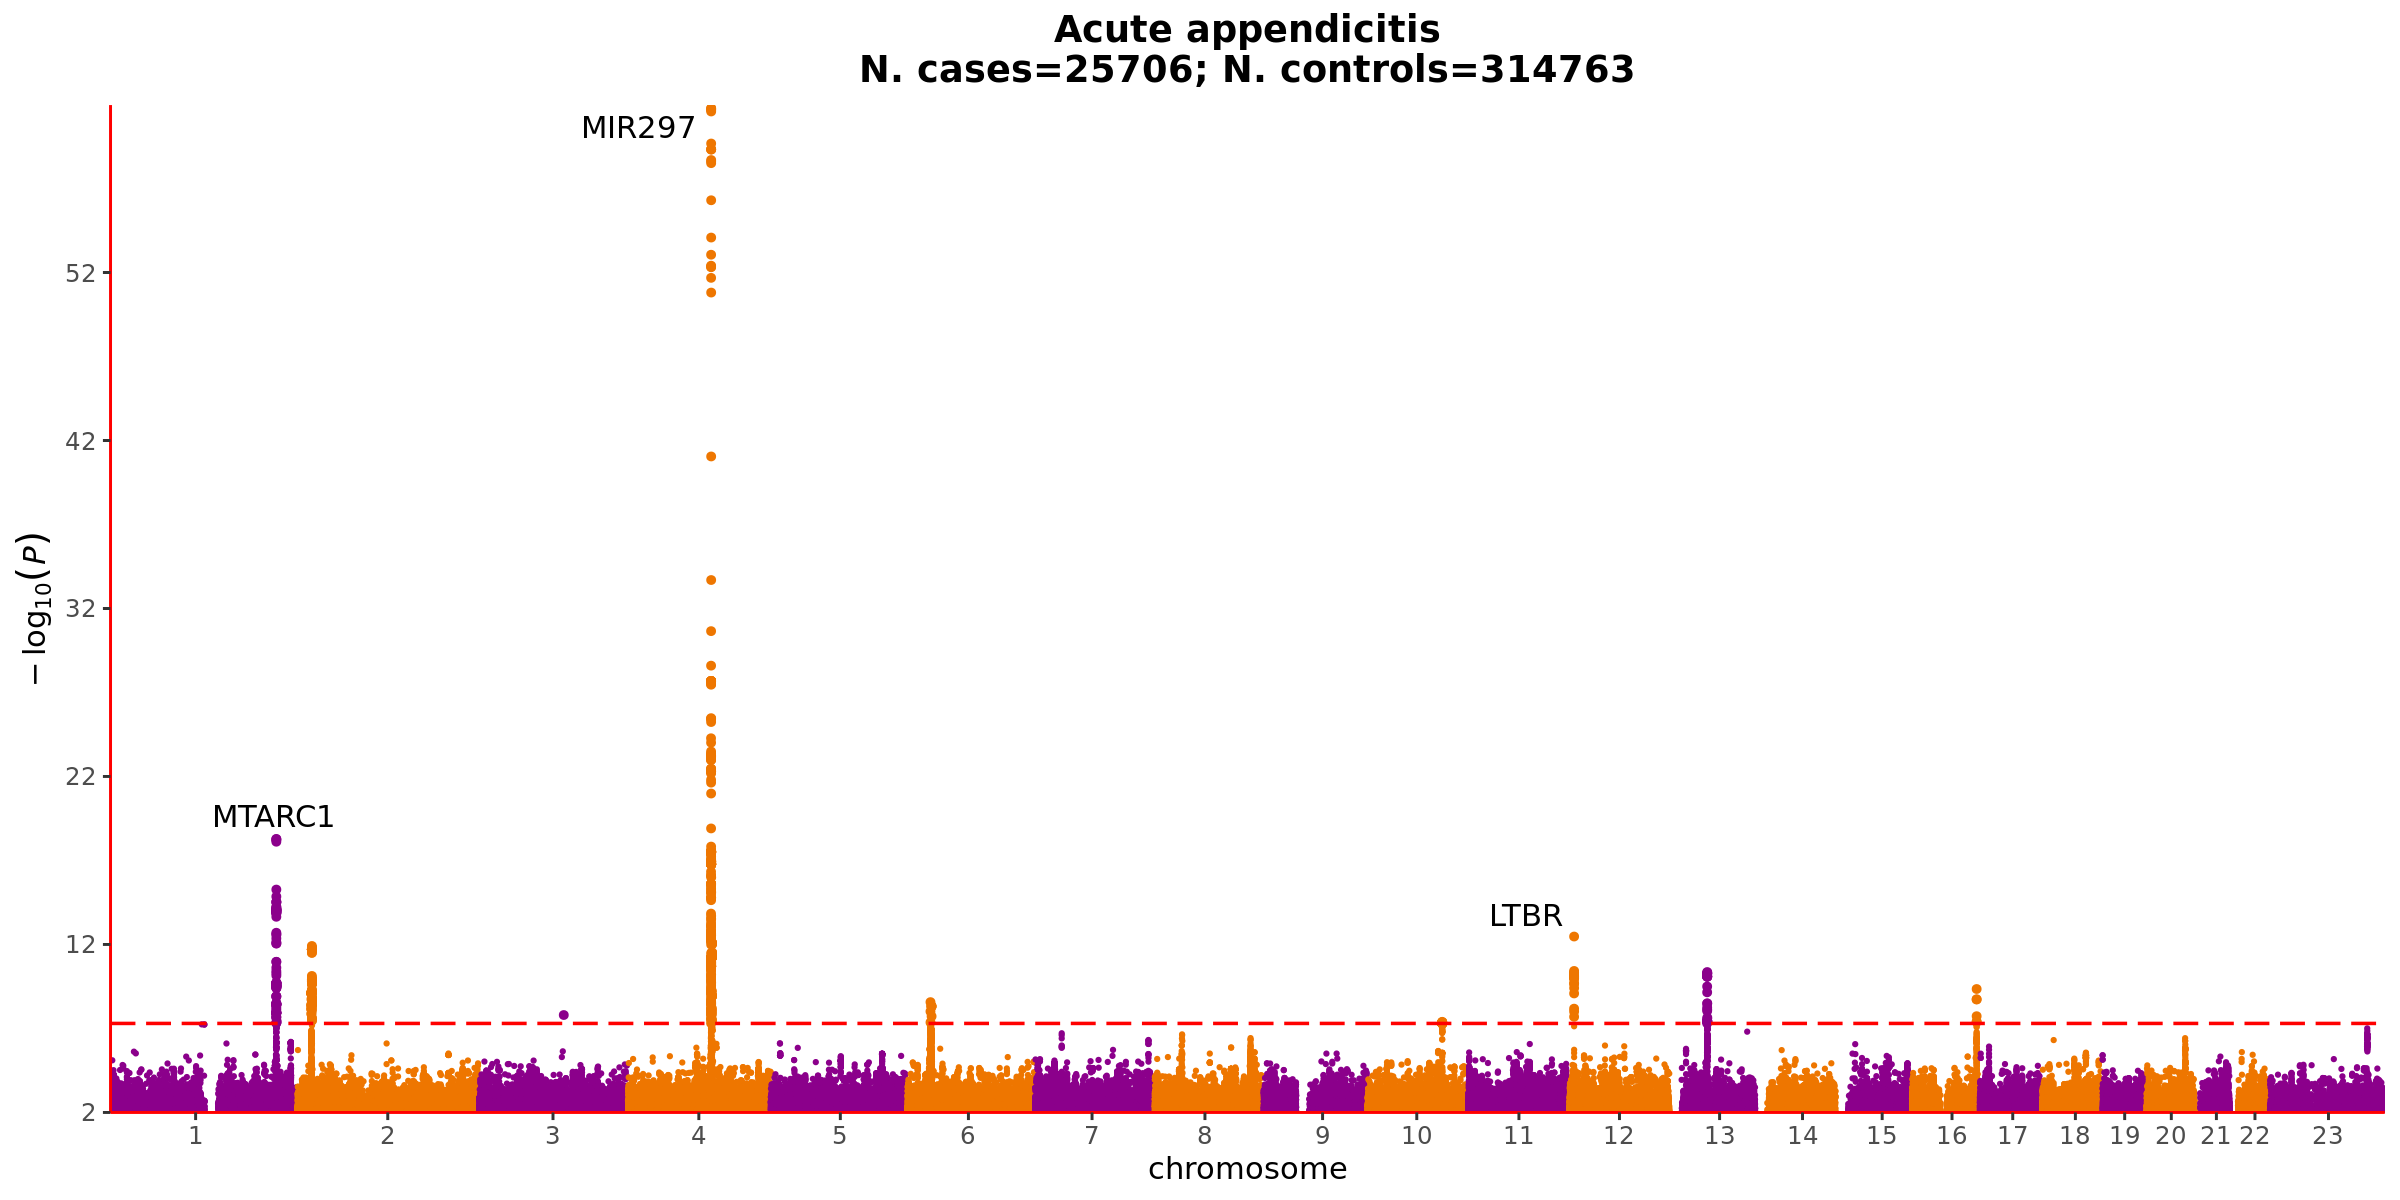 Acute appendicitis
N. cases=25706; N. controls=314763
MIR297
52
42
− log10(P)
32
22
MTARC1
LTBR
12
2
1 2 3 4 5 6 7 8 9 10 11 12 13 14 15 16 17 18 19 20 21 22 23
chromosome